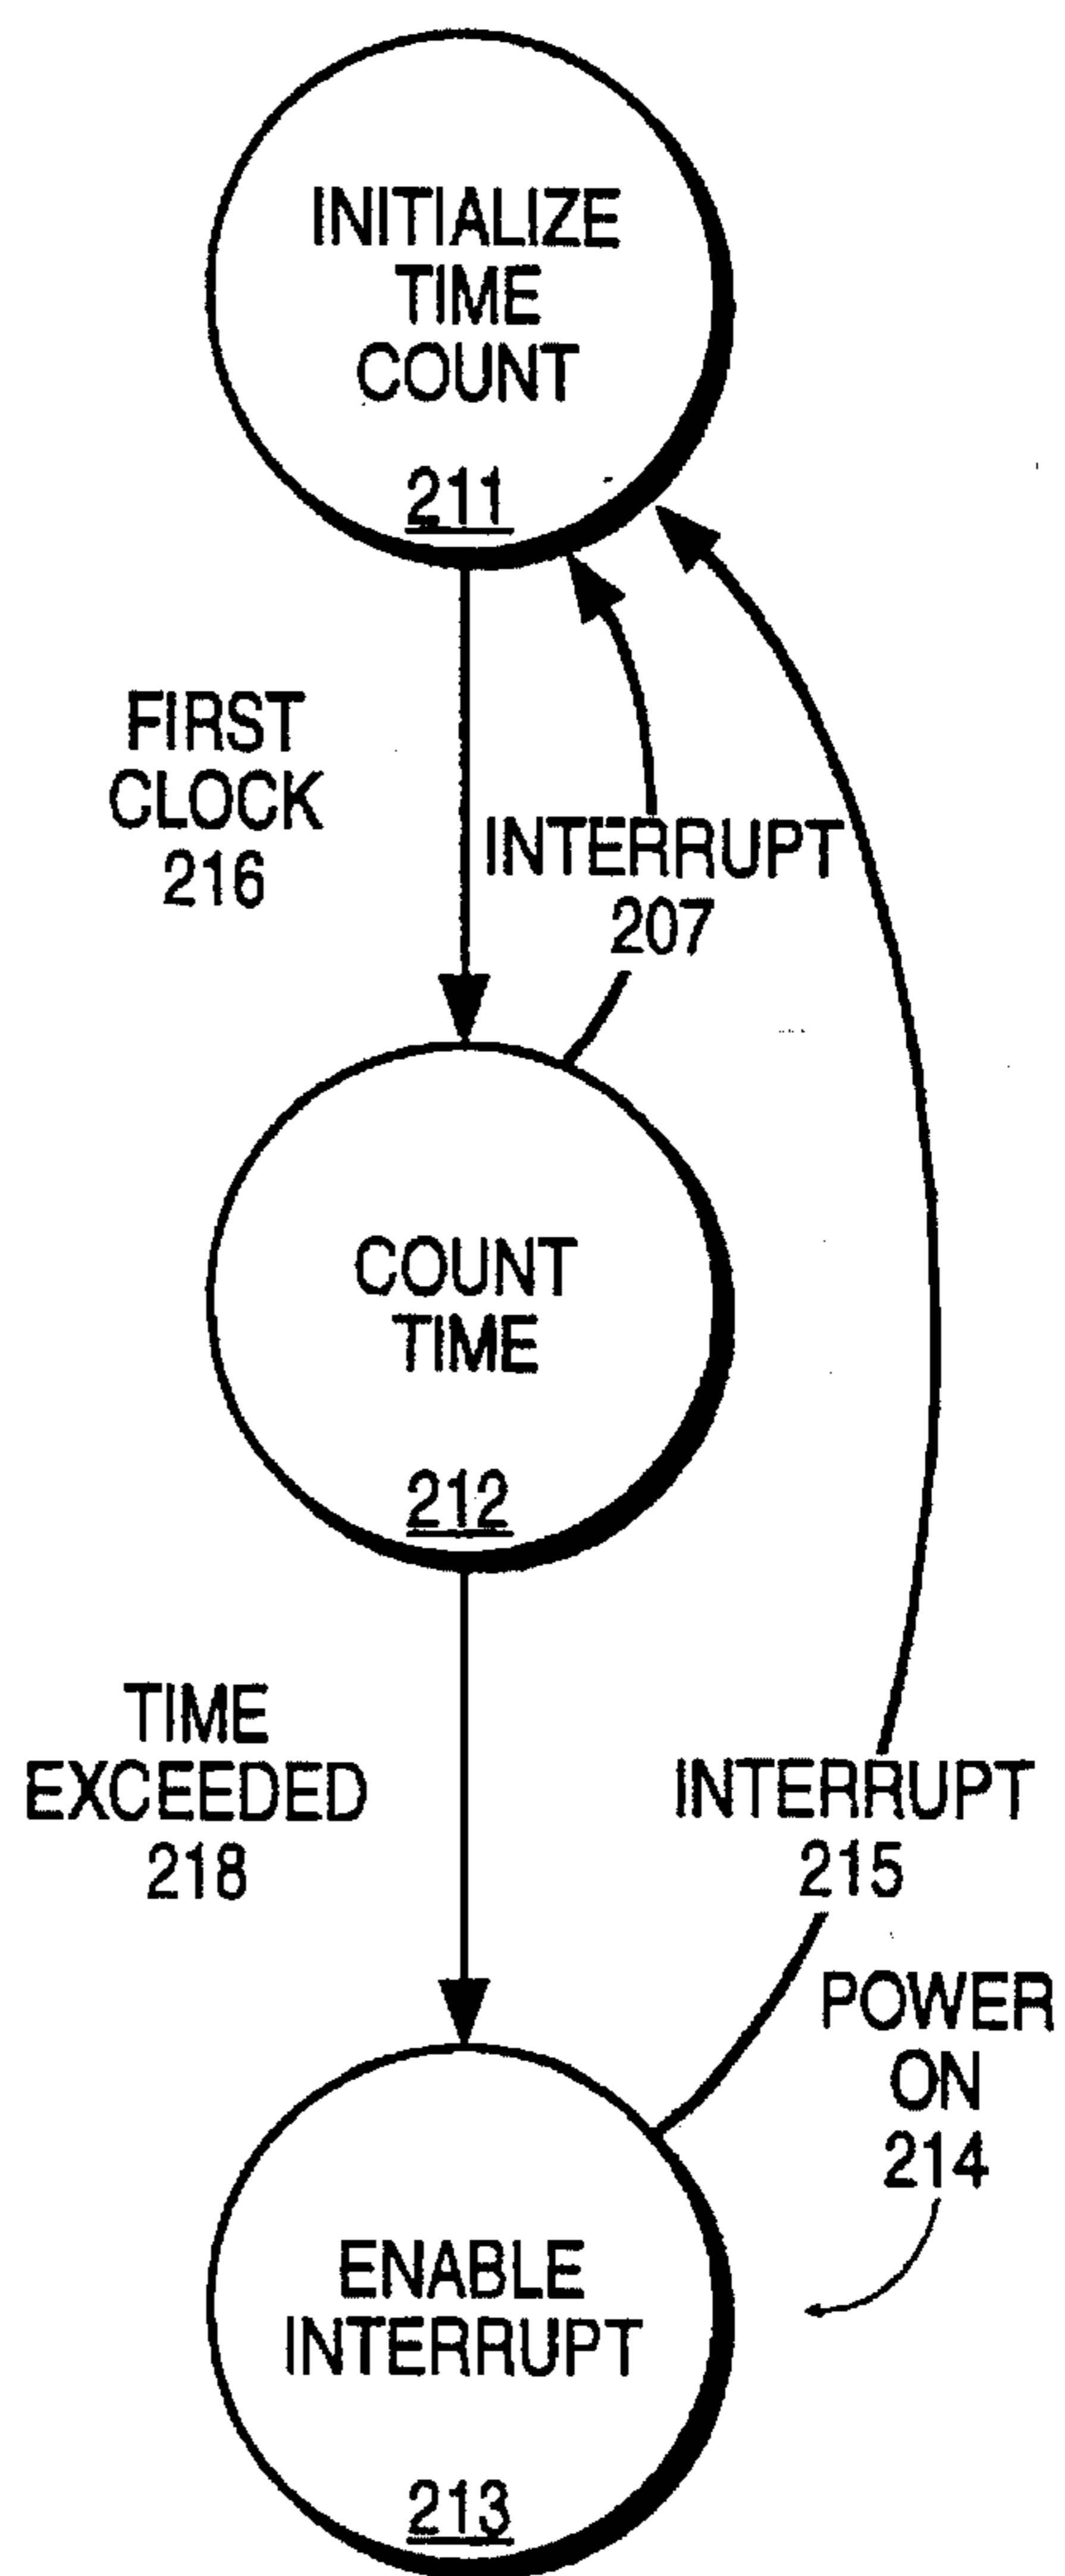 INITIALIZE
TIME
COUNT
211
FIRST
CLOCK
216
INTERRUPT
207
COUNT
TIME
212
TIME
EXCEEDED
218
INTERRUPT
215
POWER
ON
214
ENABLE
INTERRUPT
213